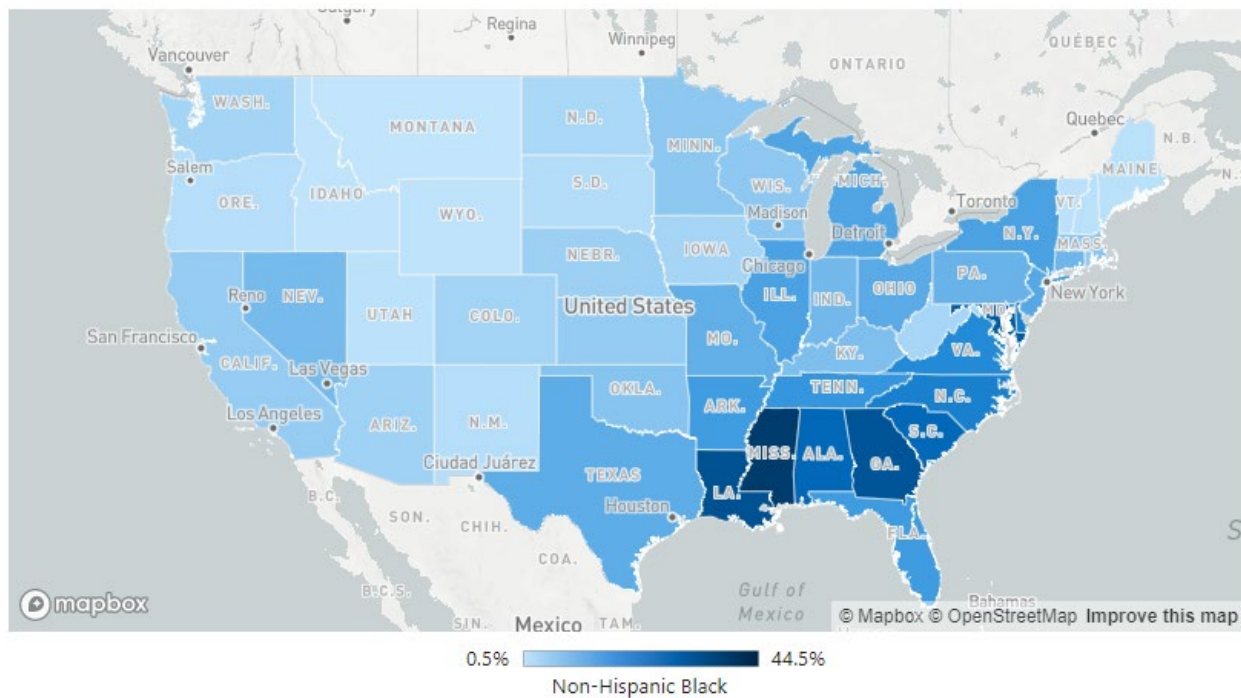 Calgary
Regina
Winnipeg
Vancouver
ONTARIO
QUÉBEC
Quebec
N.B.
WASH.
MONTANA
N.D.
MINN.
MAINE
Salem
ORE.
IDAHO
S.D.
WIS.
MICH.
Toronto
VT.
WYO.
Madison
Detroit
N.Y.
MASS.
IOWA
Chicago
NEBR.
PA.
Reno
NEV.
UTAH
COLO.
United States
ILL.
IND.
OHIO
New York
San Francisco
CALIF.
MO.
KY.
VA.
MD.
Las Vegas
Los Angeles
ARIZ.
N.M.
OKLA.
ARK.
TENN.
N.C.
S.C.
Ciudad Juárez
TEXAS
MISS.
ALA.
GA.
LA.
B.C.
SON.
CHIH.
Houston
FLA.
COA.
B.C.S.
Gulf of
Mexico
Bahamas
mapbox
SIN.
Mexico
TAM.
© Mapbox © OpenStreetMap Improve this map
0.5% 44.5%
Non-Hispanic Black